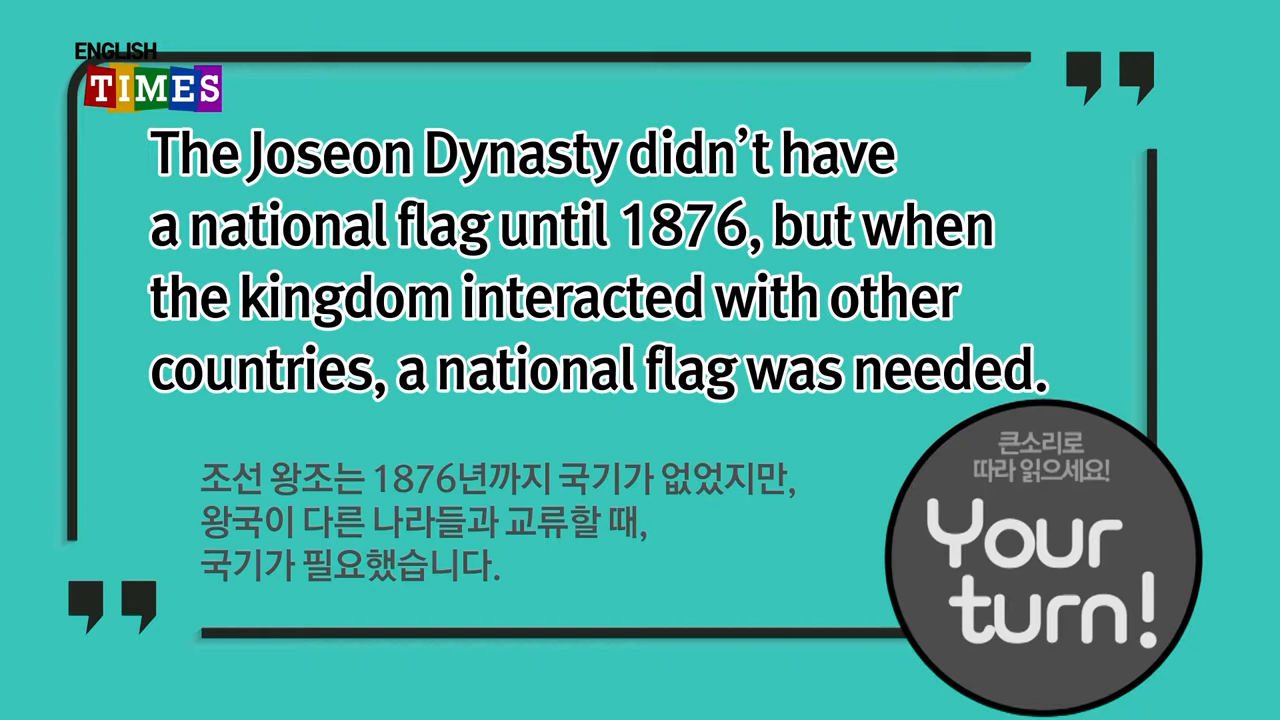 ENGLISH
TIMES
The Joseon Dynasty didn’t have
a national flag until 1876, but when
the kingdom interacted with other
countries, a national flag was needed.
조선 왕조는 1876년까지 국기가 없었지만,
왕국이 다른 나라들과 교류할 때,
국기가 필요했습니다.
큰소리로
따라 읽으세요!
Your
turn!